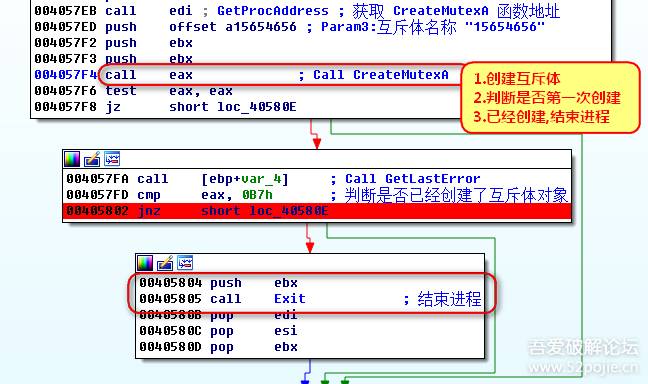 004057EB call    edi ; GetProcAddress ; 获取 CreateMutexA 函数地址
004057ED push    offset a15654656 ; Param3:互斥体名称 "15654656"
004057F2 push    ebx
004057F3 push    ebx
004057F4 call    eax             ; Call CreateMutexA
004057F6 test    eax, eax
004057F8 jz      short loc_40580E
1.创建互斥体
2.判断是否第一次创建
3.已经创建,结束进程
004057FA call    [ebp+var_4]     ; Call GetLastError
004057FD cmp     eax, 0B7h       ; 判断是否已经创建了互斥体对象
00405802 jnz     short loc_40580E
00405804 push    ebx
00405805 call    Exit            ; 结束进程
0040580B pop     edi
0040580C pop     esi
0040580D pop     ebx
吾爱破解论坛
www.52pojie.cn